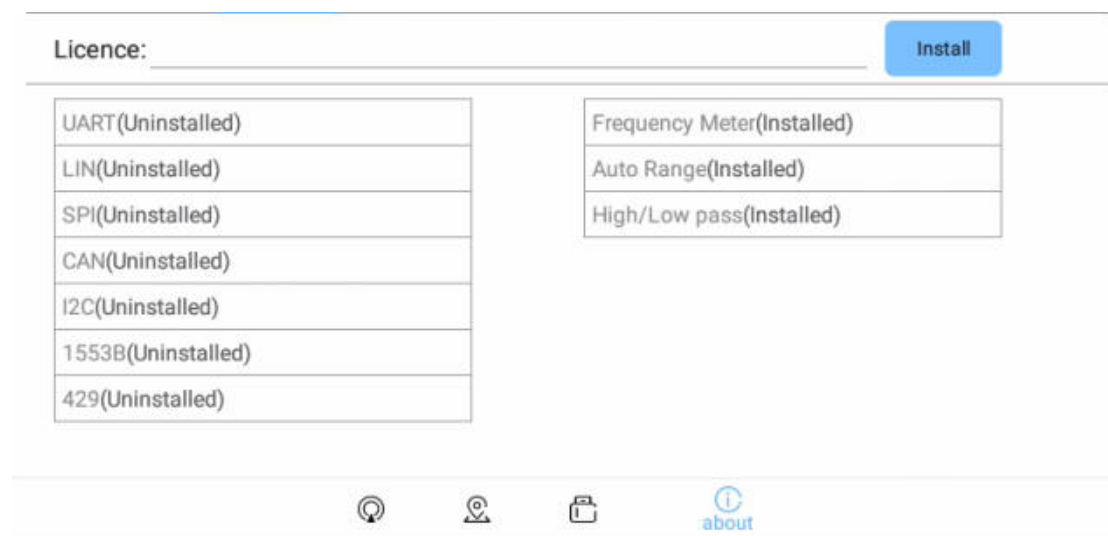 Licence:
Install
UART(Uninstalled)
LIN(Uninstalled)
SPI(Uninstalled)
CAN(Uninstalled)
I2C(Uninstalled)
1553B(Uninstalled)
429(Uninstalled)
Frequency Meter(Installed)
Auto Range(Installed)
High/Low pass(Installed)
about